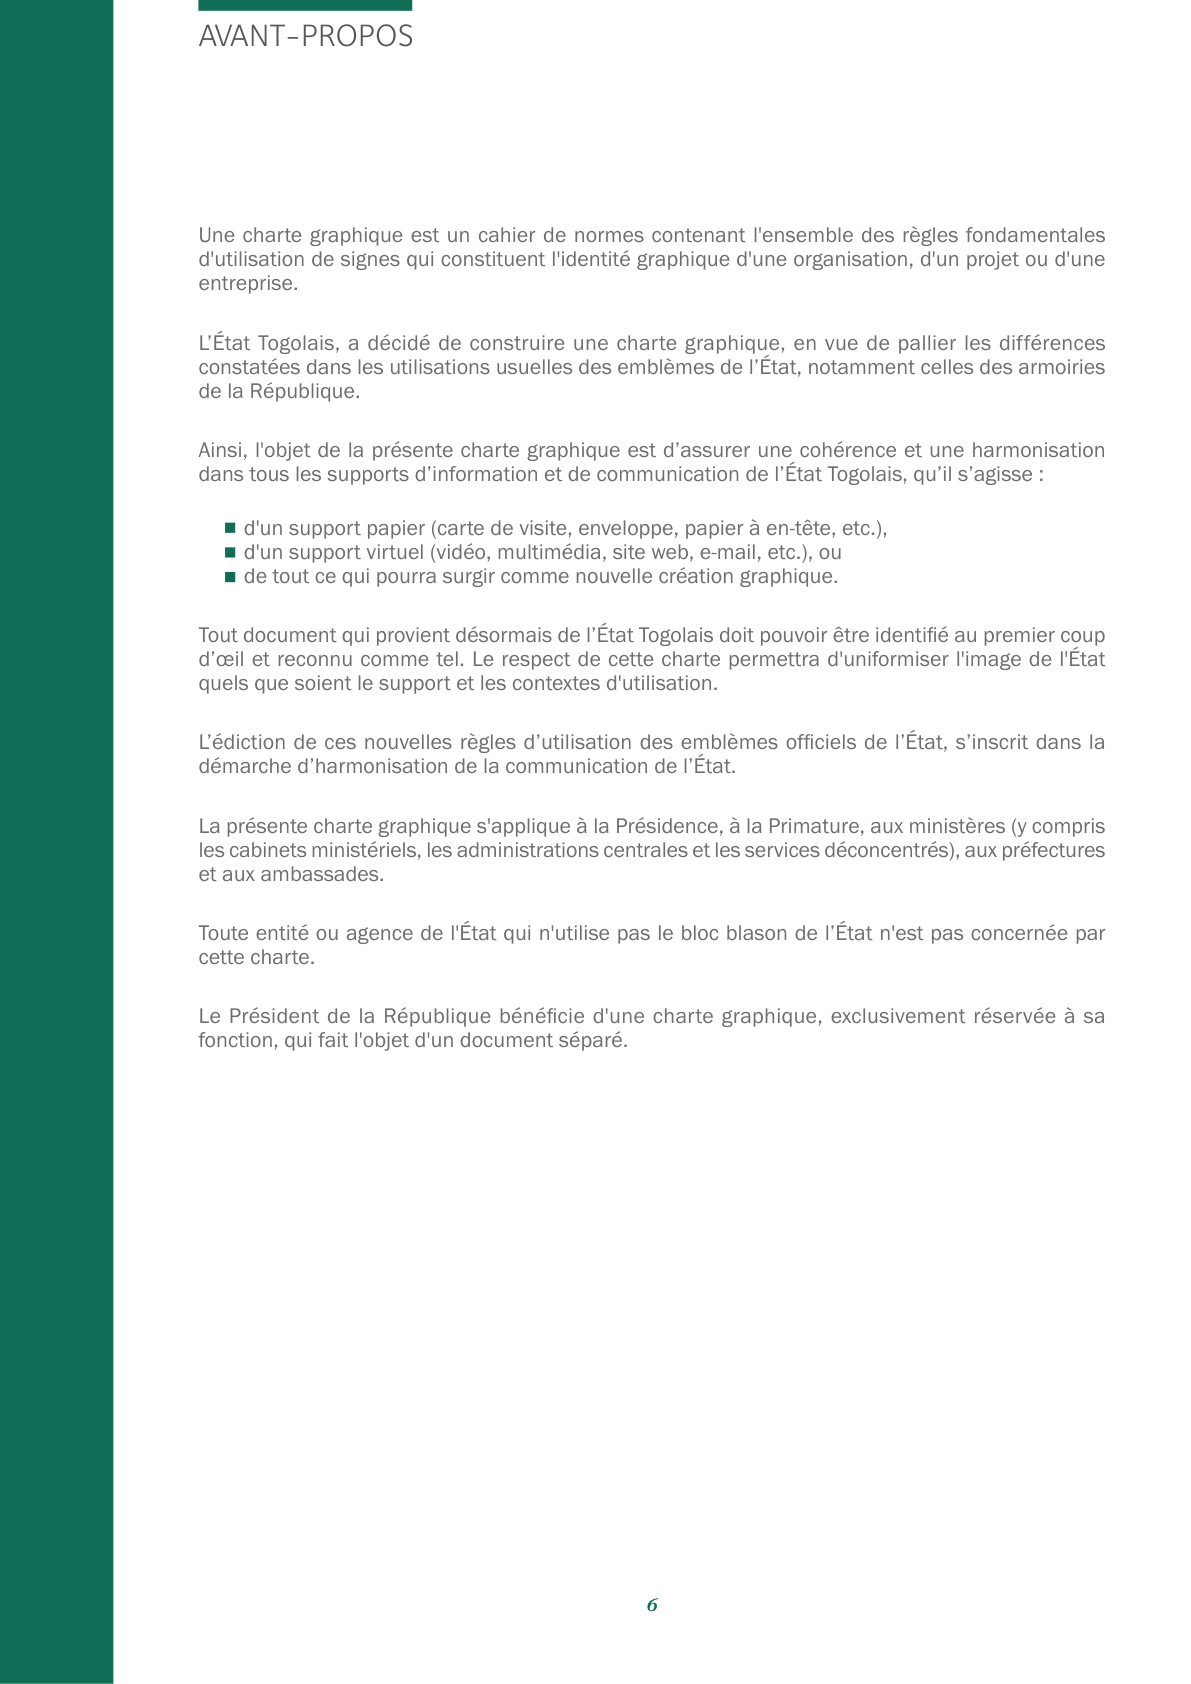 AVANT-PROPOS
Une charte graphique est un cahier de normes contenant l'ensemble des règles fondamentales
d'utilisation de signes qui constituent l'identité graphique d'une organisation, d'un projet ou d'une
entreprise.
L’État Togolais, a décidé de construire une charte graphique, en vue de pallier les différences
constatées dans les utilisations usuelles des emblèmes de l’État, notamment celles des armoiries
de la République.
Ainsi, l'objet de la présente charte graphique est d’assurer une cohérence et une harmonisation
dans tous les supports d’information et de communication de l’État Togolais, qu’il s’agisse :
■ d'un support papier (carte de visite, enveloppe, papier à en-tête, etc.),
■ d'un support virtuel (vidéo, multimédia, site web, e-mail, etc.), ou
■ de tout ce qui pourra surgir comme nouvelle création graphique.
Tout document qui provient désormais de l’État Togolais doit pouvoir être identifié au premier coup
d’œil et reconnu comme tel. Le respect de cette charte permettra d'uniformiser l'image de l'État
quels que soient le support et les contextes d'utilisation.
L’édiction de ces nouvelles règles d’utilisation des emblèmes officiels de l’État, s’inscrit dans la
démarche d’harmonisation de la communication de l’État.
La présente charte graphique s'applique à la Présidence, à la Primature, aux ministères (y compris
les cabinets ministériels, les administrations centrales et les services déconcentrés), aux préfectures
et aux ambassades.
Toute entité ou agence de l'État qui n'utilise pas le bloc blason de l’État n'est pas concernée par
cette charte.
Le Président de la République bénéficie d'une charte graphique, exclusivement réservée à sa
fonction, qui fait l'objet d'un document séparé.
6